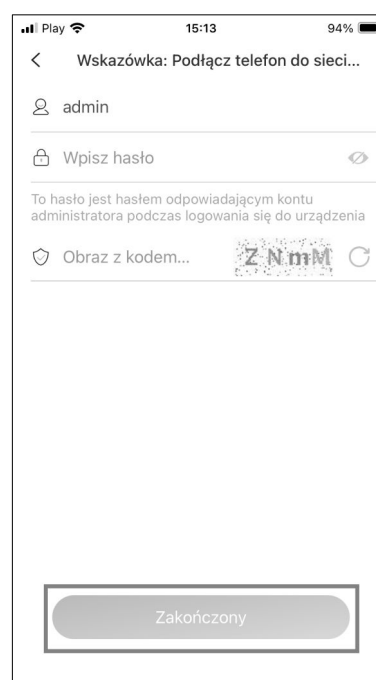 Play 15:13 94%
Wskazówka: Podłącz telefon do sieci...
admin
Wpisz hasło
To hasło jest hasłem odpowiadającym kontu
administratora podczas logowania się do urządzenia
Obraz z kodem... Z N m M
Zakończony